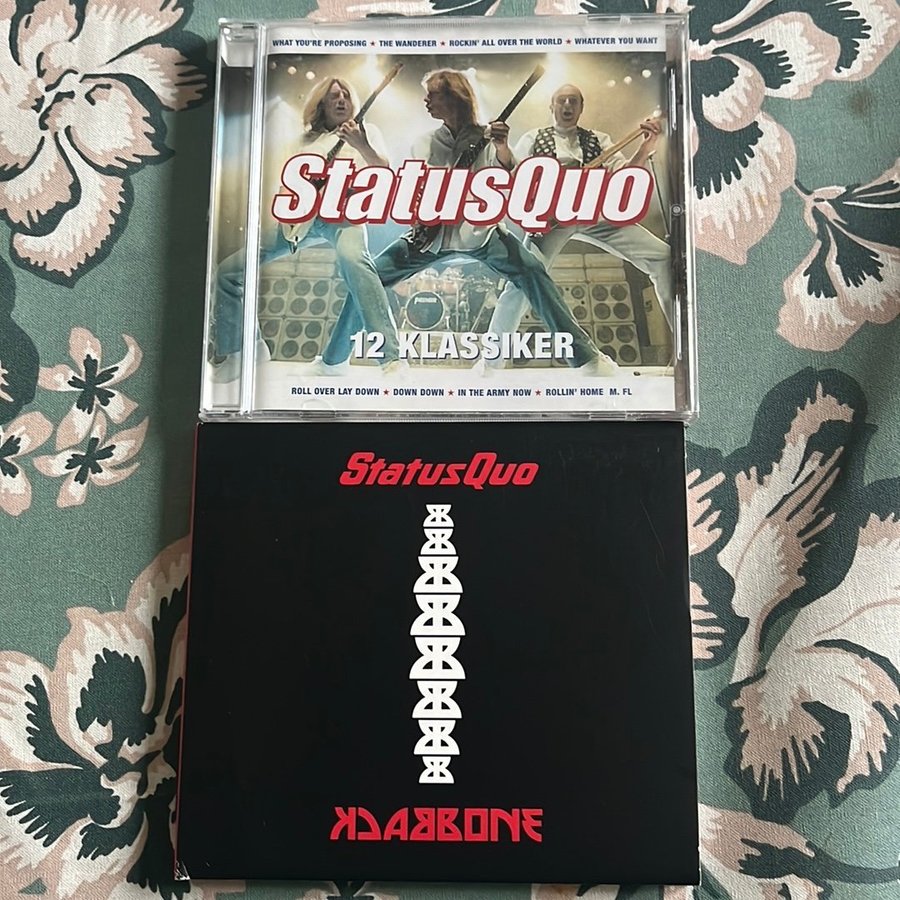 WHAT YOU'RE PROPOSING ★ THE WANDERER ★ ROCKIN' ALL OVER THE WORLD ★ WHATEVER YOU WANT
StatusQuo
12 KLASSIKER
ROLL OVER LAY DOWN ★ DOWN DOWN ★ IN THE ARMY NOW ★ ROLLIN' HOME M. FL
StatusQuo
KCABBONE